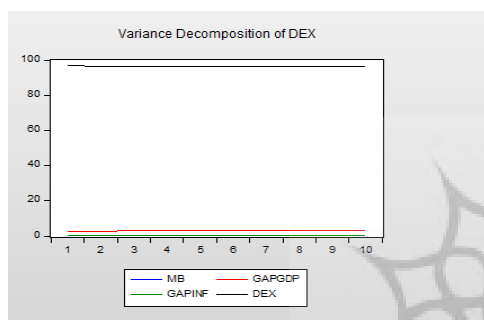 Variance Decomposition of DEX
100
80
60
40
20
0
1 2 3 4 5 6 7 8 9 10
MB GAPGDP
GAPINF DEX